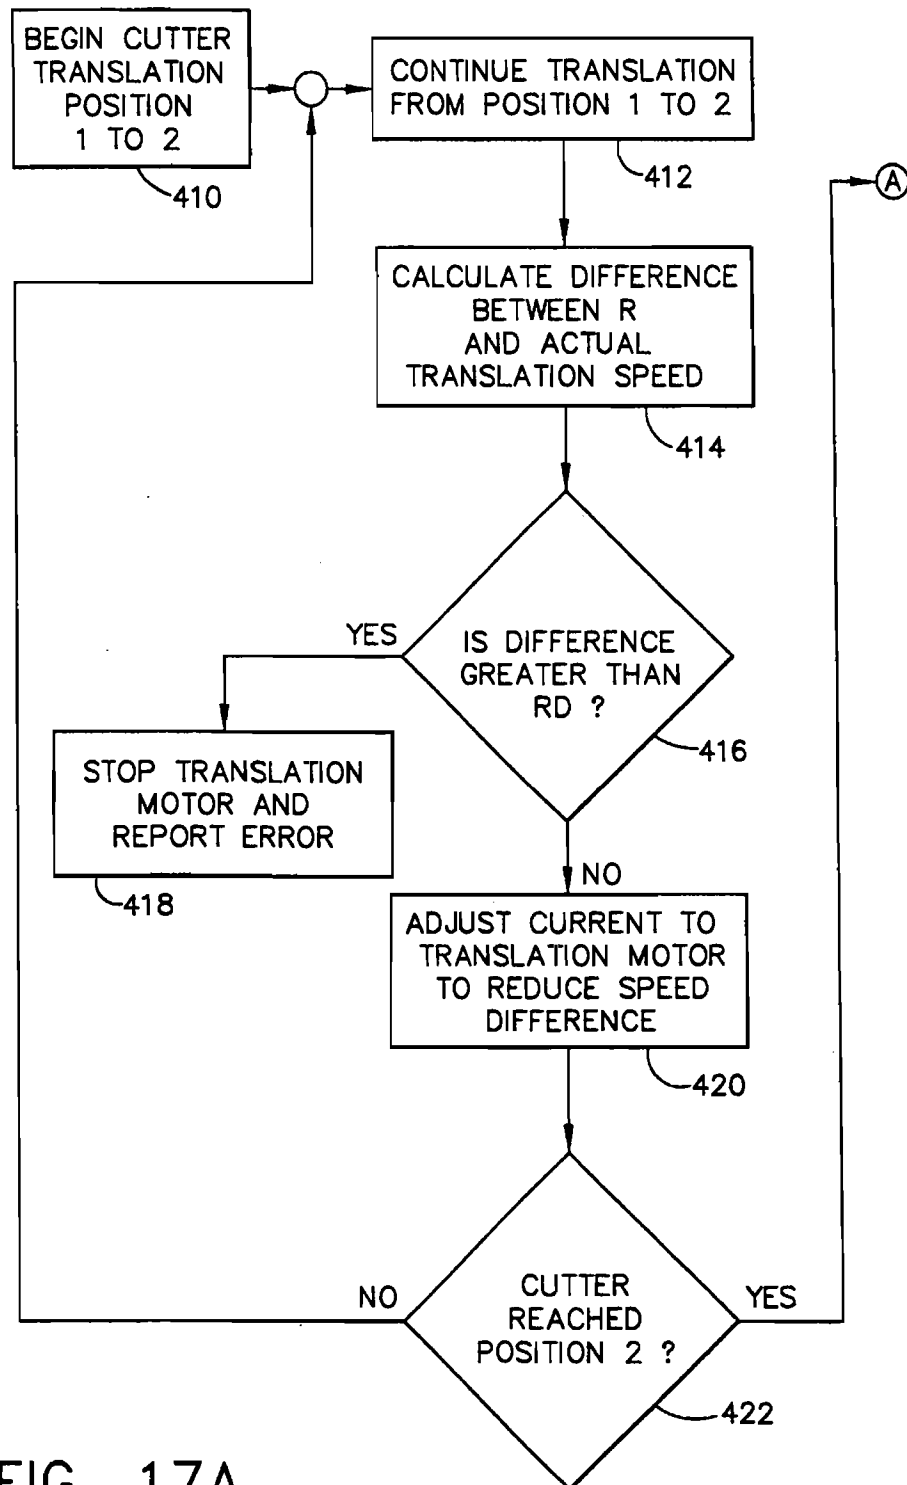 BEGIN CUTTER
TRANSLATION
POSITION
1 TO 2
410
CONTINUE TRANSLATION
FROM POSITION 1 TO 2
412
A
CALCULATE DIFFERENCE
BETWEEN R
AND ACTUAL
TRANSLATION SPEED
414
IS DIFFERENCE
GREATER THAN
RD ?
416
YES
STOP TRANSLATION
MOTOR AND
REPORT ERROR
418
NO
ADJUST CURRENT TO
TRANSLATION MOTOR
TO REDUCE SPEED
DIFFERENCE
420
NO
CUTTER
REACHED
POSITION 2 ?
YES
422
FIG. 17A